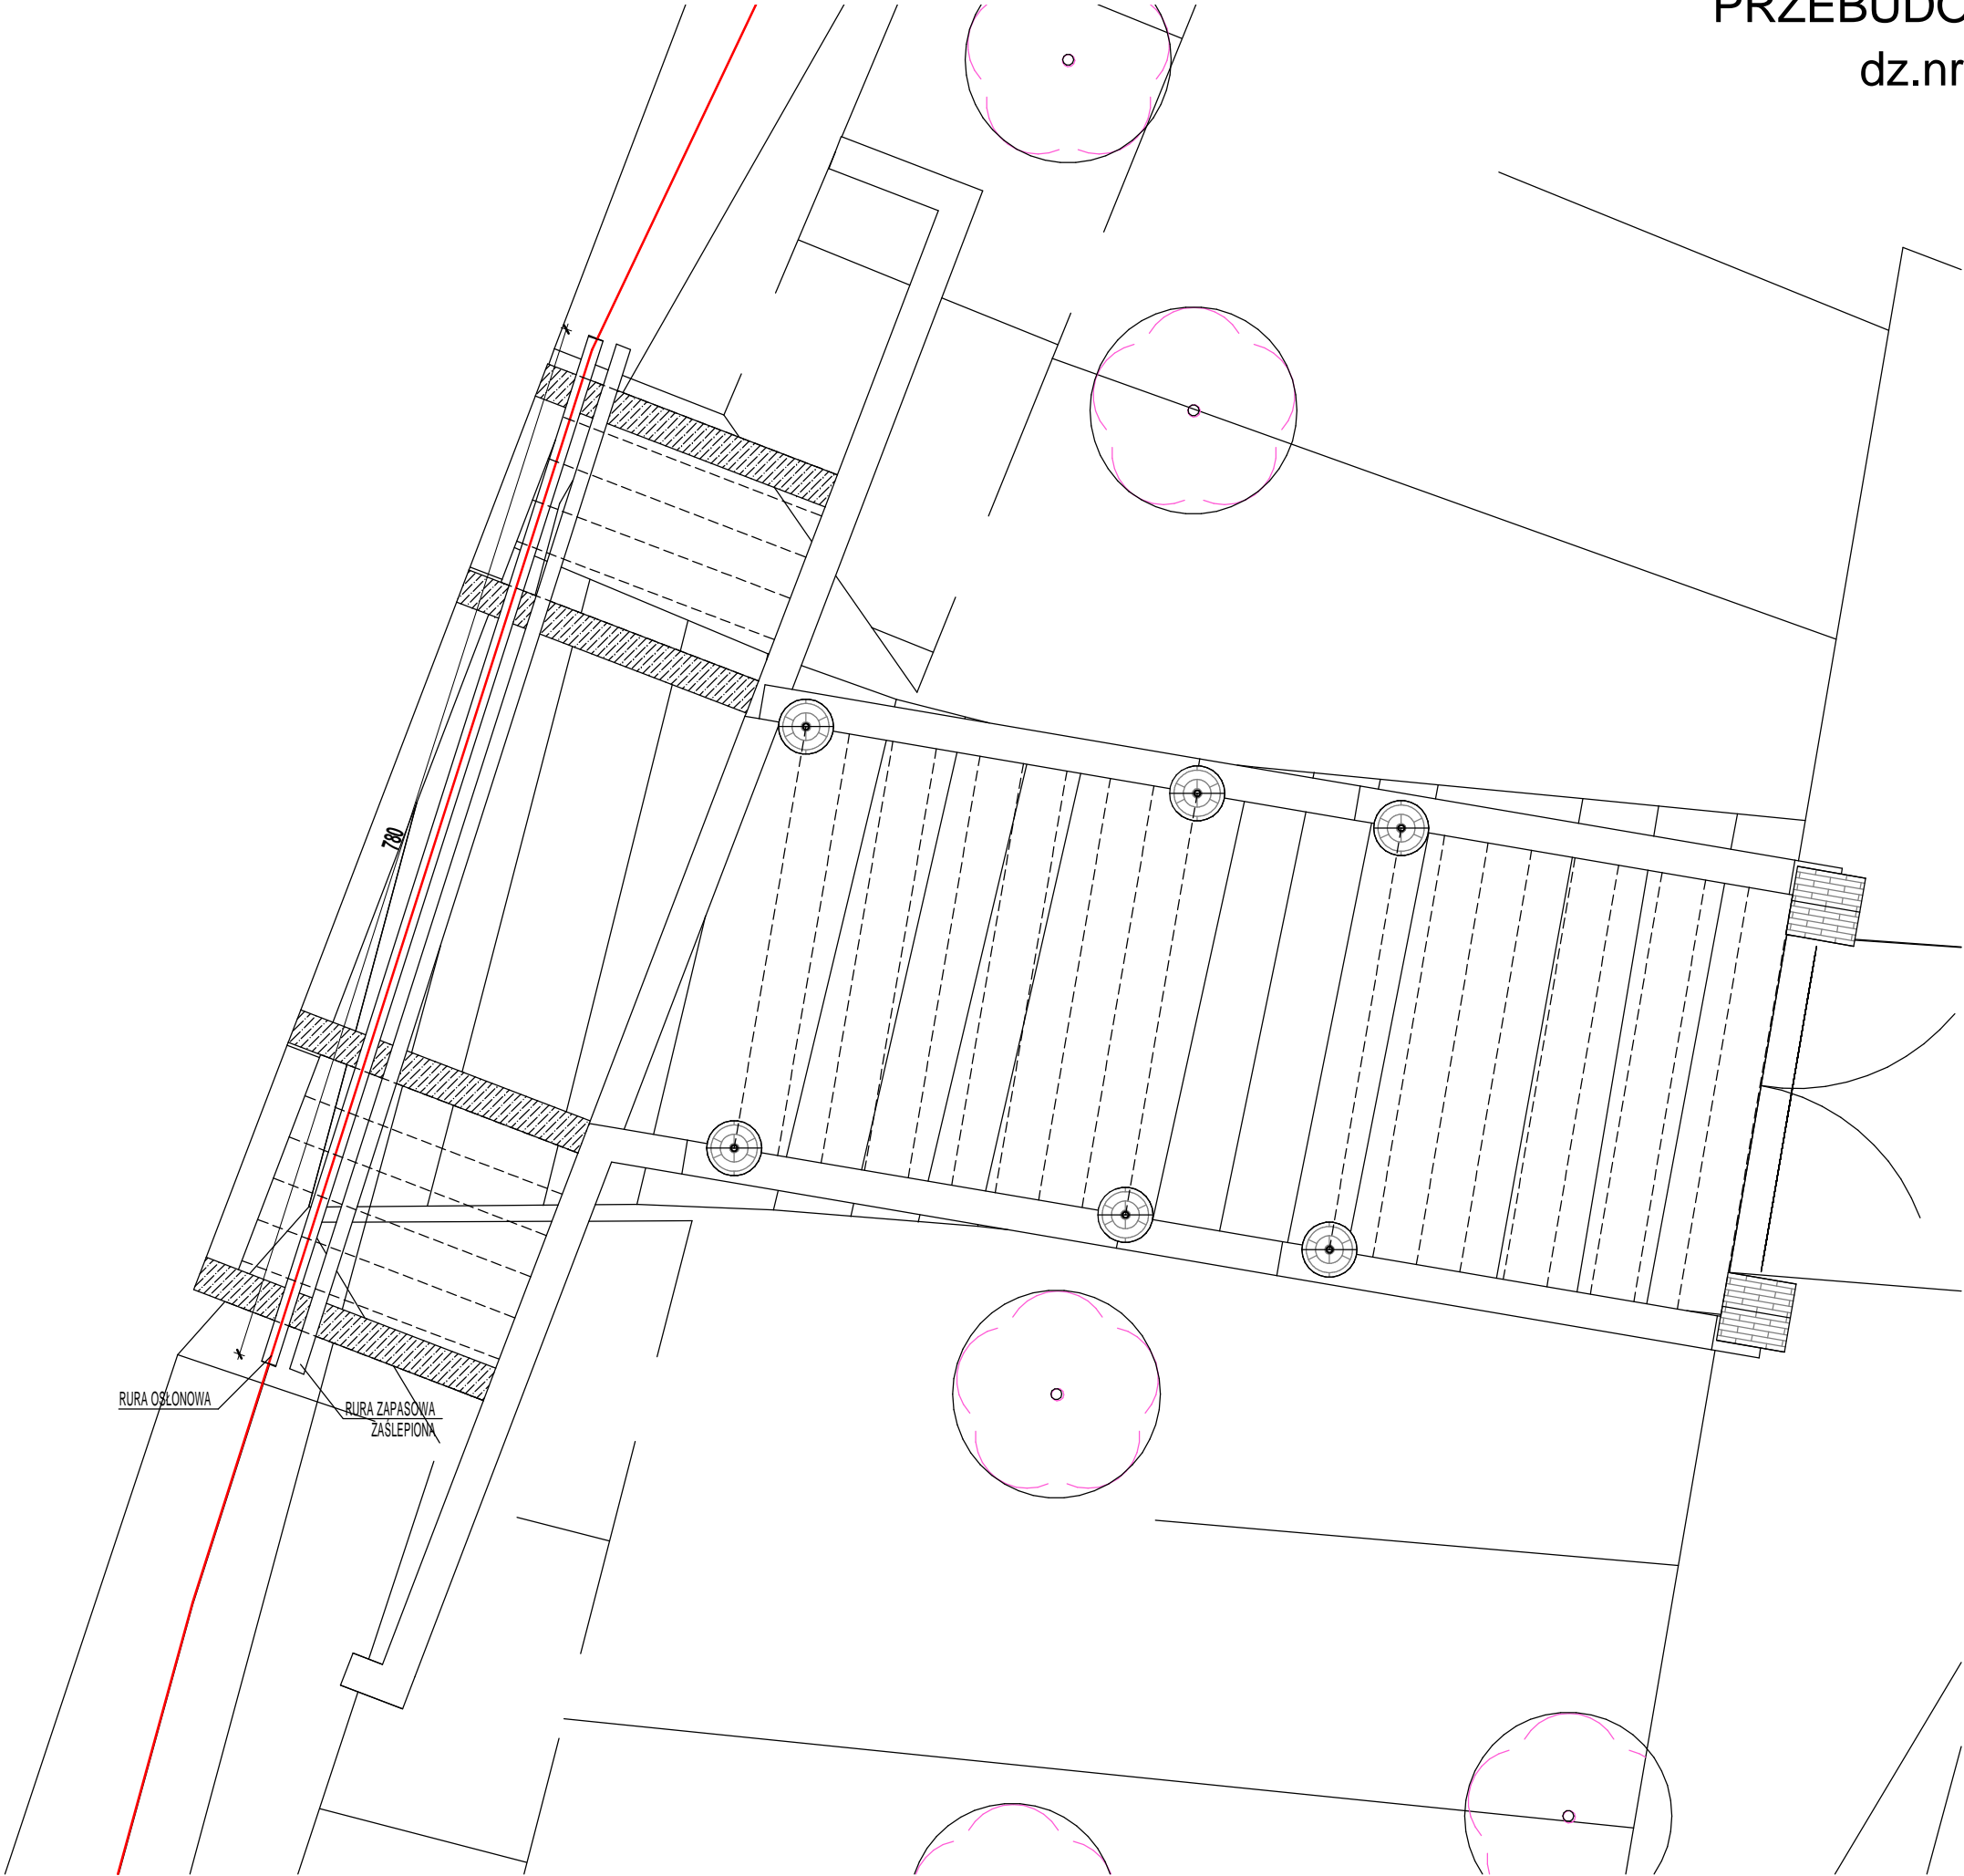 PRZEBUDO
dz.nr
780
RURA OSŁONOWA
RURA ZAPASOWA
ZAŚLEPIONA